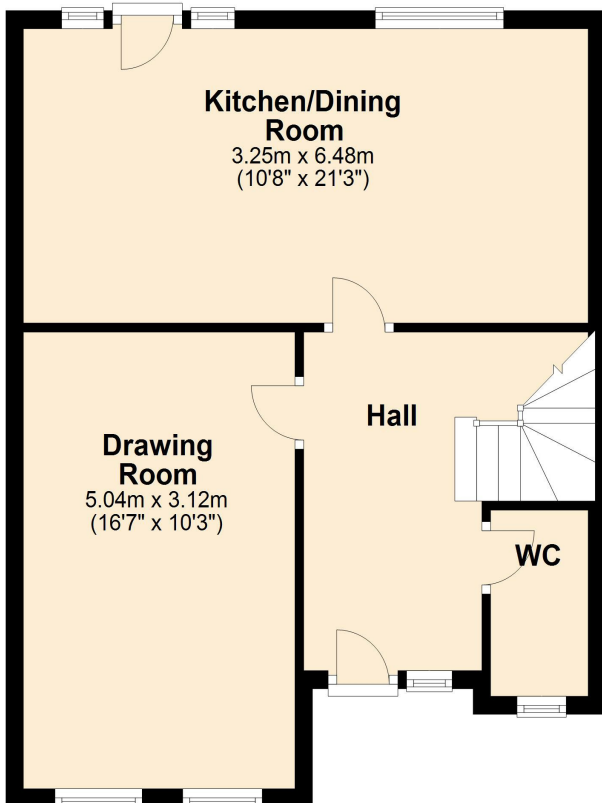 Kitchen/Dining
Room
3.25m x 6.48m
(10'8" x 21'3")
Hall
Drawing
Room
5.04m x 3.12m
(16'7" x 10'3")
WC